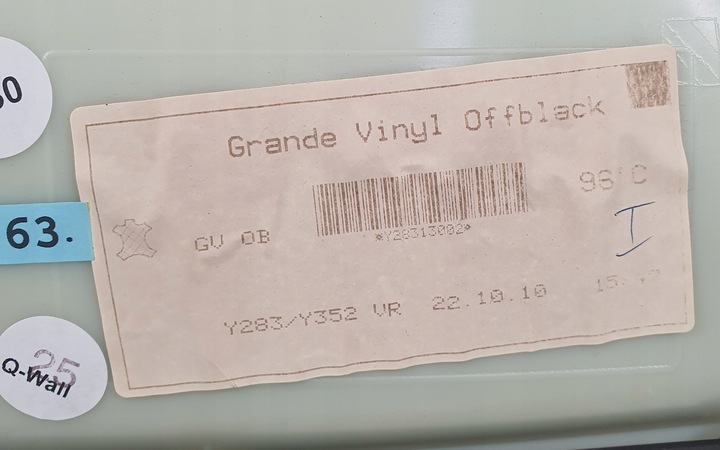 Grande Vinyl Offblack
96°C
GV OB
*Y28313002*
I
Y283/Y352 VR 22.10.10
63.
25
Q-Wall